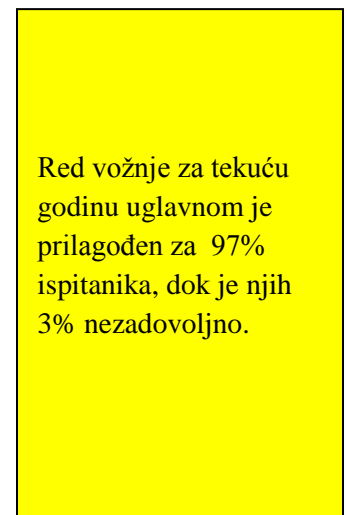 Red vožnje za tekuću
godinu uglavnom je
prilagođen za  97%
ispitanika, dok je njih
3% nezadovoljno.